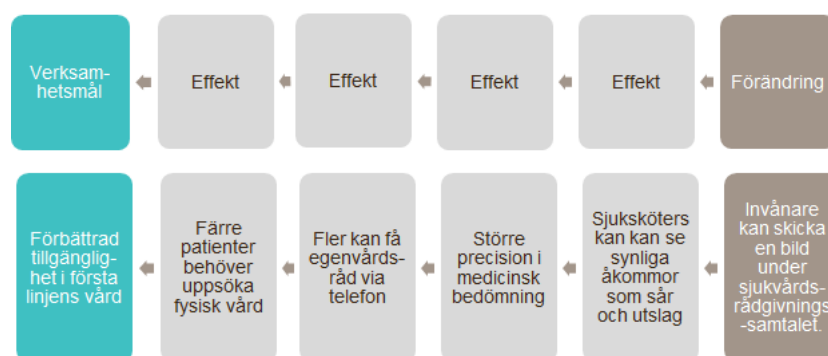 Verksam-
hetsmål
Effekt
Effekt
Effekt
Effekt
Förändring
Förbättrad
tillgänglig-
het i första
linjens vård
Färre
patienter
behöver
uppsöka
fysisk vård
Fler kan få
egenvårds-
råd via
telefon
Större
precision i
medicinsk
bedömning
Sjuksköters
kan kan se
synliga
åkommor
som sår
och utslag
Invånare
kan skicka
en bild
under
sjukvårds-
rådgivnings
-samtalet.